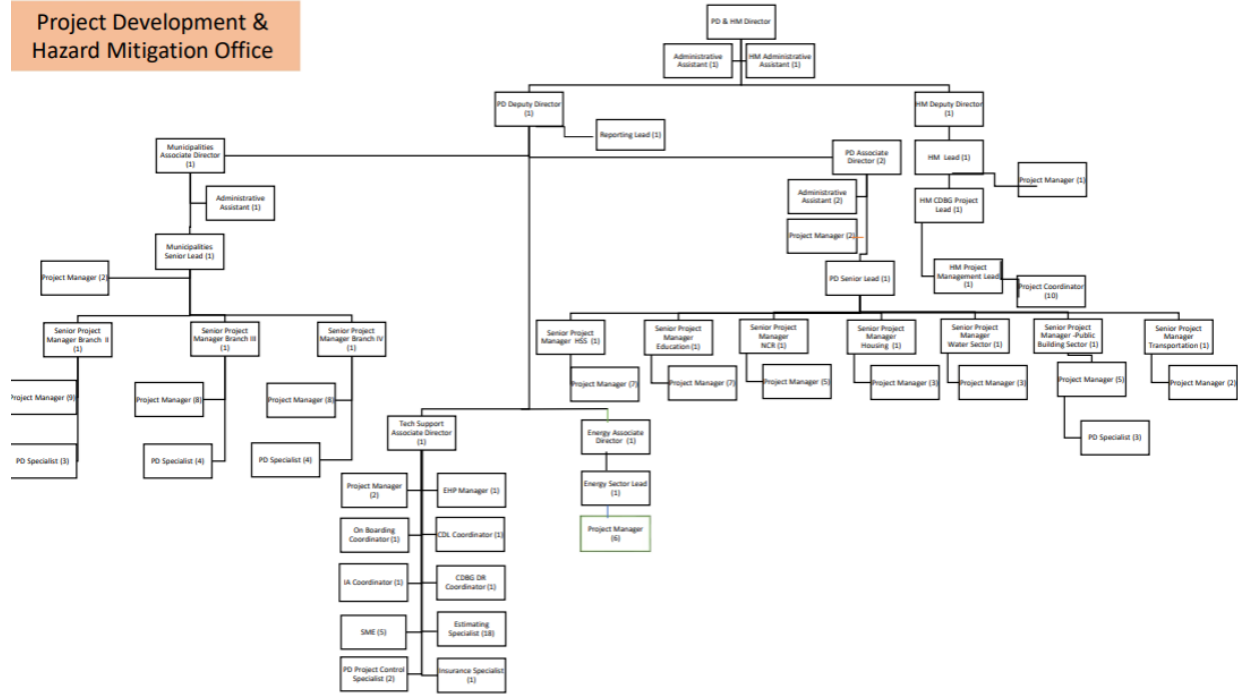 Project Development &
Hazard Mitigation Office
PD & HM Director
Administrative
Assistant (1)
HM Administrative
Assistant (1)
PD Deputy Director
(1)
HM Deputy Director
(1)
Reporting Lead (1)
Municipalities
Associate Director
(1)
PD Associate
Director (2)
HM Lead (1)
Project Manager (1)
Administrative
Assistant (1)
Administrative
Assistant (2)
HM CDBG Project
Lead (1)
Project Manager (2)
Municipalities
Senior Lead (1)
Project Manager (2)
PD Senior Lead (1)
HM Project
Management Lead
(1)
Project Coordinator
(10)
Senior Project
Manager Branch II
(1)
Senior Project
Manager Branch III
(1)
Senior Project
Manager Branch IV
(1)
Senior Project
Manager HSS (1)
Senior Project
Manager
Education (1)
Senior Project
Manager
NCR (1)
Senior Project
Manager
Housing (1)
Senior Project
Manager
Water Sector (1)
Senior Project
Manager -Public
Building Sector (1)
Senior Project
Manager
Transportation (1)
Project Manager (9)
Project Manager (8)
Project Manager (8)
Project Manager (7)
Project Manager (7)
Project Manager (5)
Project Manager (3)
Project Manager (3)
Project Manager (5)
Project Manager (2)
PD Specialist (3)
PD Specialist (4)
PD Specialist (4)
PD Specialist (3)
Tech Support
Associate Director
(1)
Energy Associate
Director (1)
Project Manager
(2)
EHP Manager (1)
Energy Sector Lead
(1)
On Boarding
Coordinator (1)
CDL Coordinator (1)
Project Manager
(6)
IA Coordinator (1)
CDBG DR
Coordinator (1)
SME (5)
Estimating
Specialist (18)
PD Project Control
Specialist (2)
Insurance Specialist
(1)